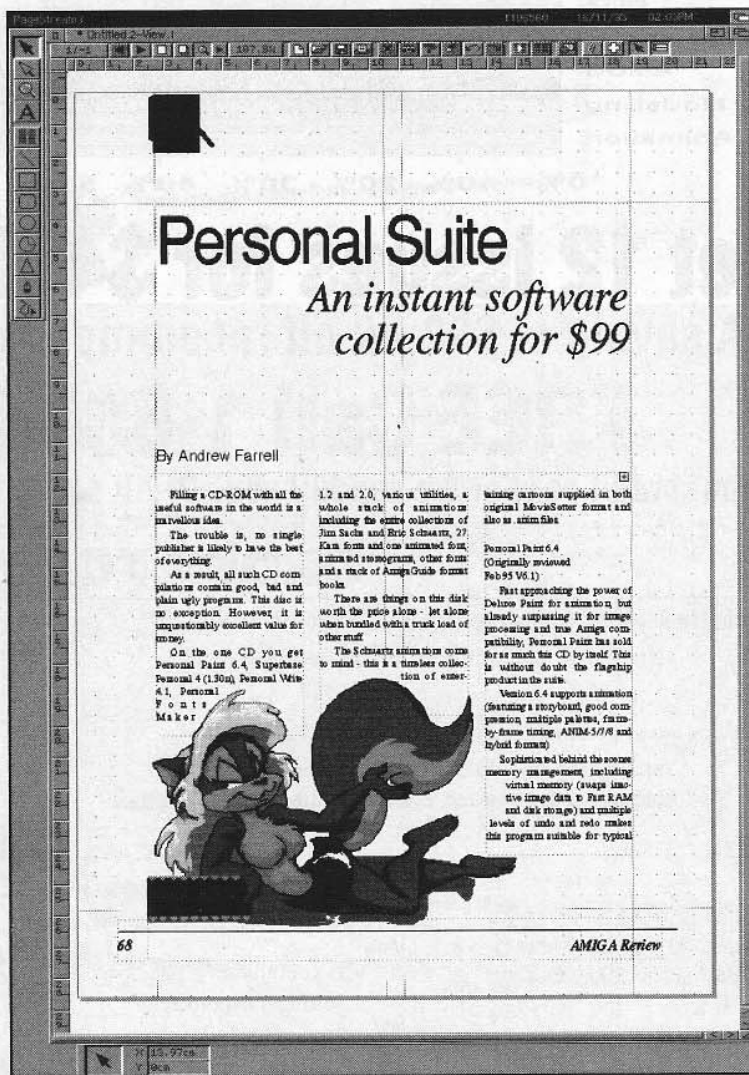 PageStream3
16/11/95 02:03PM
* Untitled.2~View.1
1/-1
107.8%
Personal Suite
An instant software
collection for $99
By Andrew Farrell
Filling a CD-ROM with all the
useful software in the world is a
marvellous idea.
The trouble is, no single
publisher is likely to have the best
of everything.
As a result, all such CD com-
pilations contain good, bad and
plain ugly programs. This disc is
no exception. However, it is
unquestionably excellent value for
money.
On the one CD you get
Personal Paint 6.4, Superbase
Personal 4 (1.30n), Personal Write
4.1, Personal
Fonts
Maker
1.2 and 2.0, various utilities, a
whole stack of animations
including the entire collections of
Jim Sachs and Eric Schwartz, 27
Kara fonts and one animated font,
animated stereograms, other fonts
and a stack of AmigaGuide format
books.
There are things on this disk
worth the price alone - let alone
when bundled with a truck load of
other stuff.
The Schwartz animations come
to mind - this is a timeless collec-
tion of enter-
taining cartoons supplied in both
original MovieSetter format and
also as .anim files.
Personal Paint 6.4
(Originally reviewed
Feb 95 V6.1)
Fast approaching the power of
Deluxe Paint for animation, but
already surpassing it for image
processing and true Amiga com-
patibility, Personal Paint has sold
for as much this CD by itself. This
is without doubt the flagship
product in the suite.
Version 6.4 supports animation
(featuring a storyboard, good com-
pression, multiple palettes, frame-
by-frame timing, ANIM-5/7/8 and
hybrid formats)
Sophisticated behind the scenes
memory management, including
virtual memory (swaps inac-
tive image data to Fast RAM
and disk storage) and multiple
levels of undo and redo makes
this program suitable for typical
68
AMIGA Review
X 15.97cm
Y 0cm